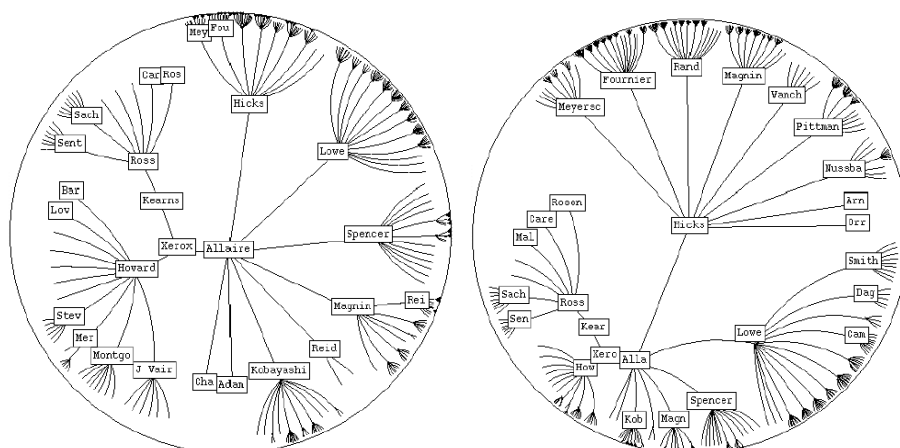 Mey
Fou
Car
Ros
Hicks
Sach
Sent
Ross
Lowe
Kearns
Bar
Lov
Xerox
Allaire
Spencer
Howard
Magnin
Rei
Stev
Mer
Montgo
J Vair
Reid
Cha
Adam
Kobayashi
Meyersc
Fournier
Rand
Magnin
Vanch
Pittman
Nussba
Arn
Orr
Hicks
Rosen
Care
Mal
Smith
Sach
Sen
Ross
Dag
Kear
Lowe
Cam
Xero
Alla
How
Spencer
Kob
Magn